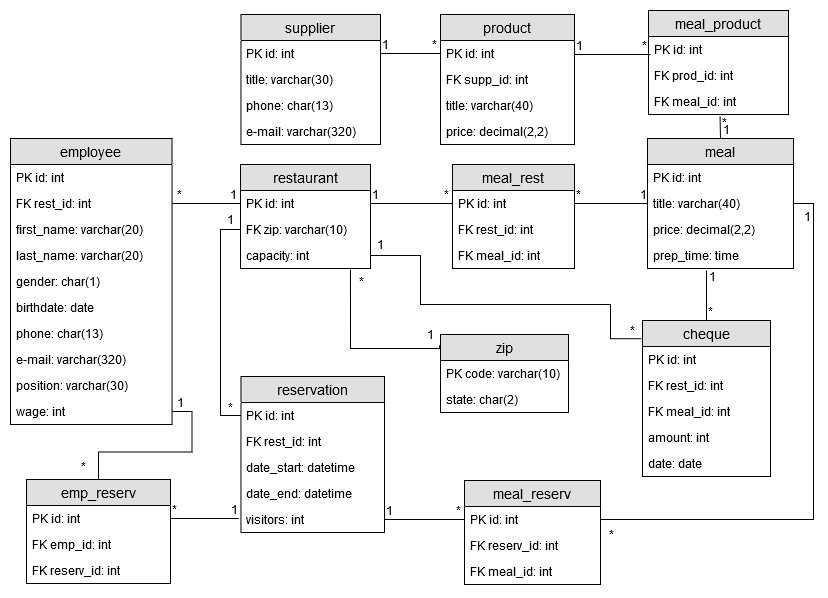 supplier
PK id: int
title: varchar(30)
phone: char(13)
e-mail: varchar(320)
1
*
product
PK id: int
FK supp_id: int
title: varchar(40)
price: decimal(2,2)
1
*
meal_product
PK id: int
FK prod_id: int
FK meal_id: int
*
1
employee
PK id: int
FK rest_id: int
first_name: varchar(20)
last_name: varchar(20)
gender: char(1)
birthdate: date
phone: char(13)
e-mail: varchar(320)
position: varchar(30)
wage: int
*
1
1
*
restaurant
PK id: int
FK zip: varchar(10)
capacity: int
1
*
1
*
1
*
*
1
meal_rest
PK id: int
FK rest_id: int
FK meal_id: int
*
1
meal
PK id: int
title: varchar(40)
price: decimal(2,2)
prep_time: time
1
*
1
*
zip
PK code: varchar(10)
state: char(2)
cheque
PK id: int
FK rest_id: int
FK meal_id: int
amount: int
date: date
reservation
PK id: int
FK rest_id: int
date_start: datetime
date_end: datetime
visitors: int
emp_reserv
PK id: int
FK emp_id: int
FK reserv_id: int
*
1
1
*
meal_reserv
PK id: int
FK reserv_id: int
FK meal_id: int